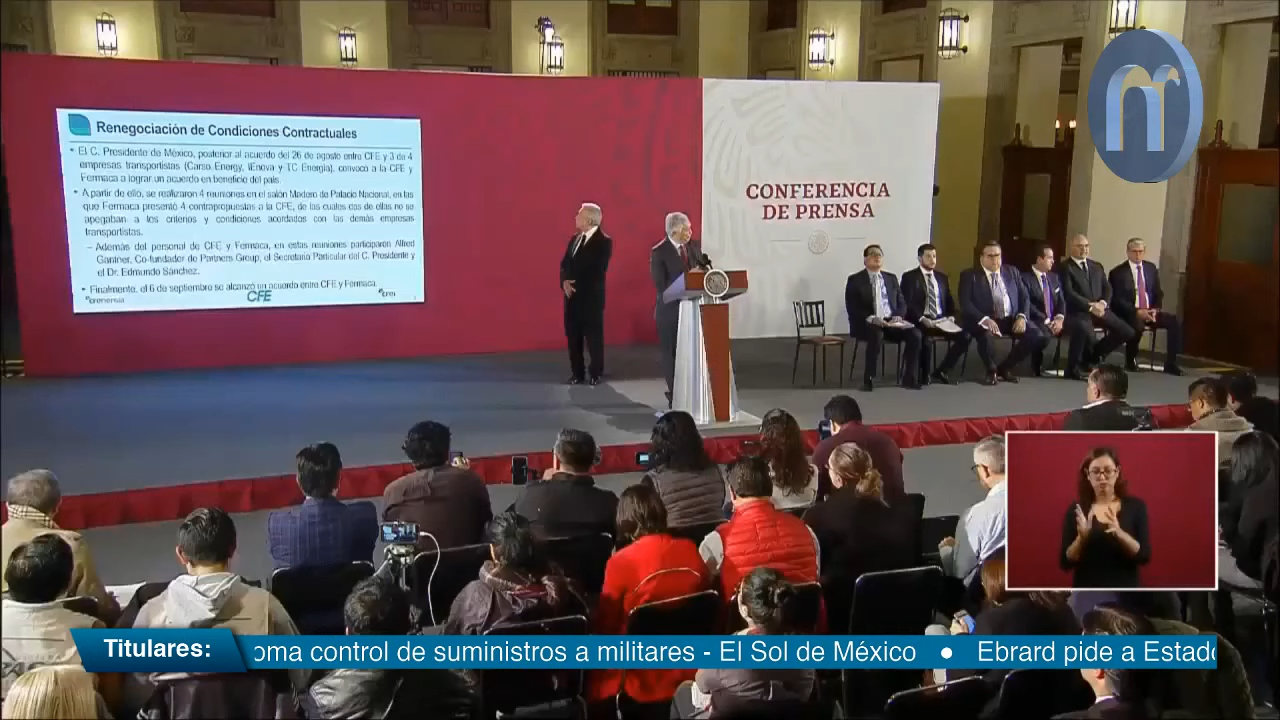 Renegociación de Condiciones Contractuales
• El C. Presidente de México, posterior al acuerdo del 26 de agosto entre CFE y 3 de 4
empresas transportistas (Carso Energy, IEnova y TC Energía), convocó a la CFE y
Fermaca a lograr un acuerdo en beneficio del país.
• A partir de ello, se realizaron 4 reuniones en el salón Madero de Palacio Nacional, en las
que Fermaca presentó 4 contrapropuestas a la CFE, de las cuales dos de ellas no se
apegaban a los criterios y condiciones acordados con las demás empresas
transportistas.
– Además del personal de CFE y Fermaca, en estas reuniones participaron Alfred
Gantner, Co-fundador de Partners Group, el Secretario Particular del C. Presidente y
el Dr. Edmundo Sánchez.
• Finalmente, el 6 de septiembre se alcanzó un acuerdo entre CFE y Fermaca.
CFE
CONFERENCIA
DE PRENSA
Titulares:
oma control de suministros a militares - El Sol de México • Ebrard pide a Estado